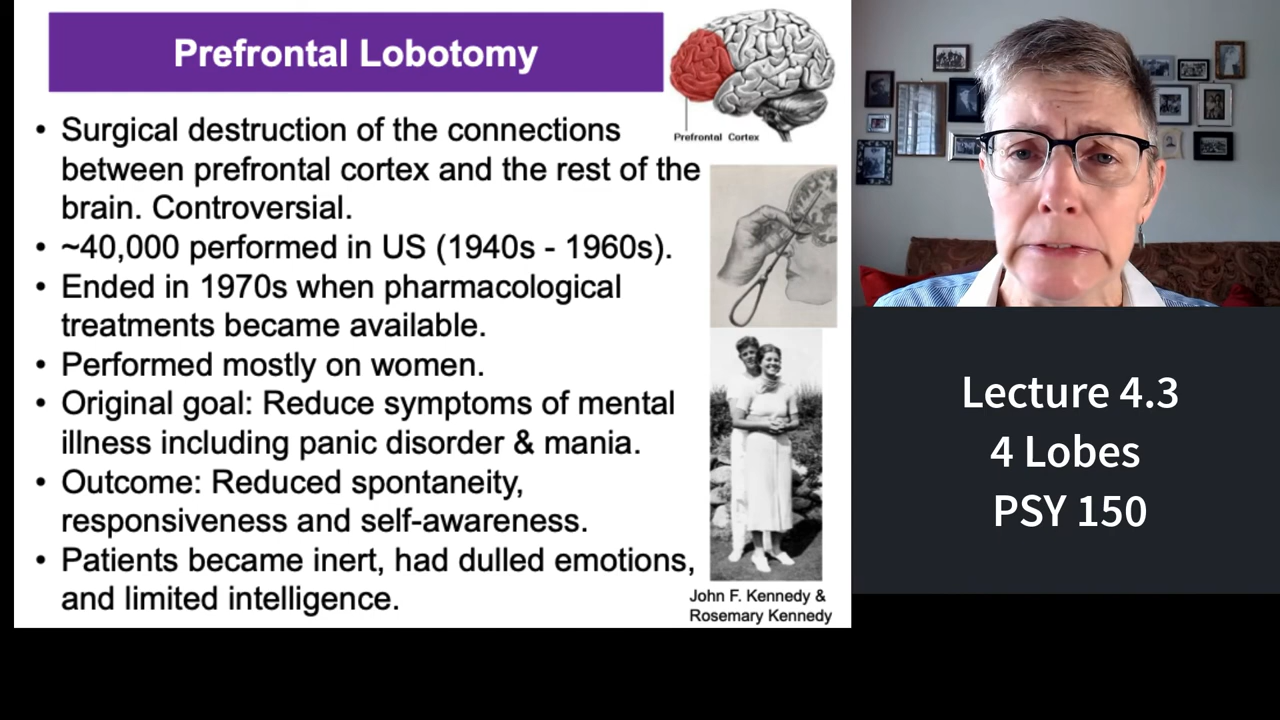 Prefrontal Lobotomy
Prefrontal Cortex
• Surgical destruction of the connections
between prefrontal cortex and the rest of the
brain. Controversial.
• ~40,000 performed in US (1940s - 1960s).
• Ended in 1970s when pharmacological
treatments became available.
• Performed mostly on women.
• Original goal: Reduce symptoms of mental
illness including panic disorder & mania.
• Outcome: Reduced spontaneity,
responsiveness and self-awareness.
• Patients became inert, had dulled emotions,
and limited intelligence.
John F. Kennedy &
Rosemary Kennedy
Lecture 4.3
4 Lobes
PSY 150